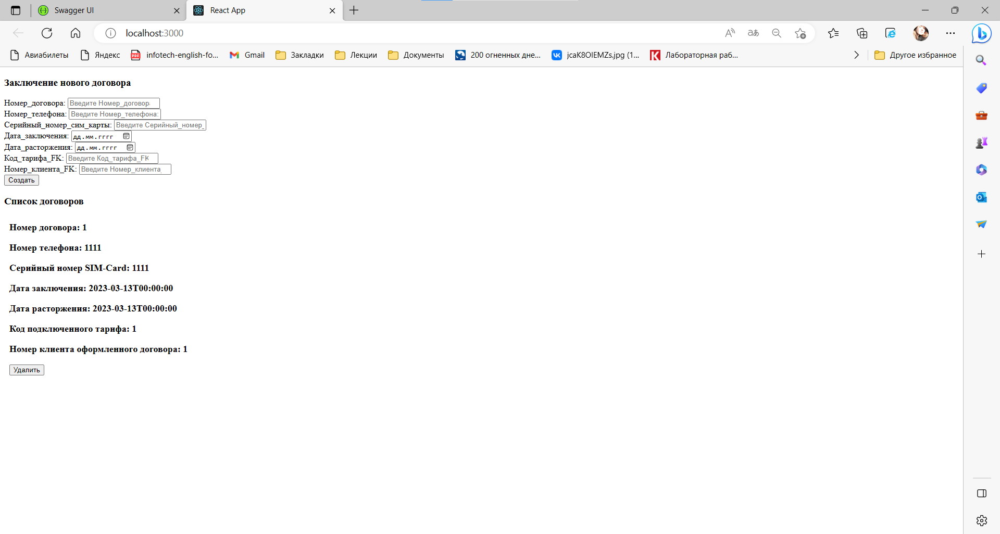 Swagger UI
React App
localhost:3000
Авиабилеты
Яндекс
infotech-english-fo...
Gmail
Закладки
Лекции
Документы
200 огненных дне...
jcaK8OIEMZs.jpg (1...
Лабораторная раб...
Другое избранное
Заключение нового договора
Номер_договора: Введите Номер_договор
Номер_телефона: Введите Номер_телефона:
Серийный_номер_сим_карты: Введите Серийный_номер_
Дата_заключения: дд.мм.гггг
Дата_расторжения: дд.мм.гггг
Код_тарифа_FK: Введите Код_тарифа_FK
Номер_клиента_FK: Введите Номер_клиента_
Создать
Список договоров
Номер договора: 1
Номер телефона: 1111
Серийный номер SIM-Card: 1111
Дата заключения: 2023-03-13T00:00:00
Дата расторжения: 2023-03-13T00:00:00
Код подключенного тарифа: 1
Номер клиента оформленного договора: 1
Удалить